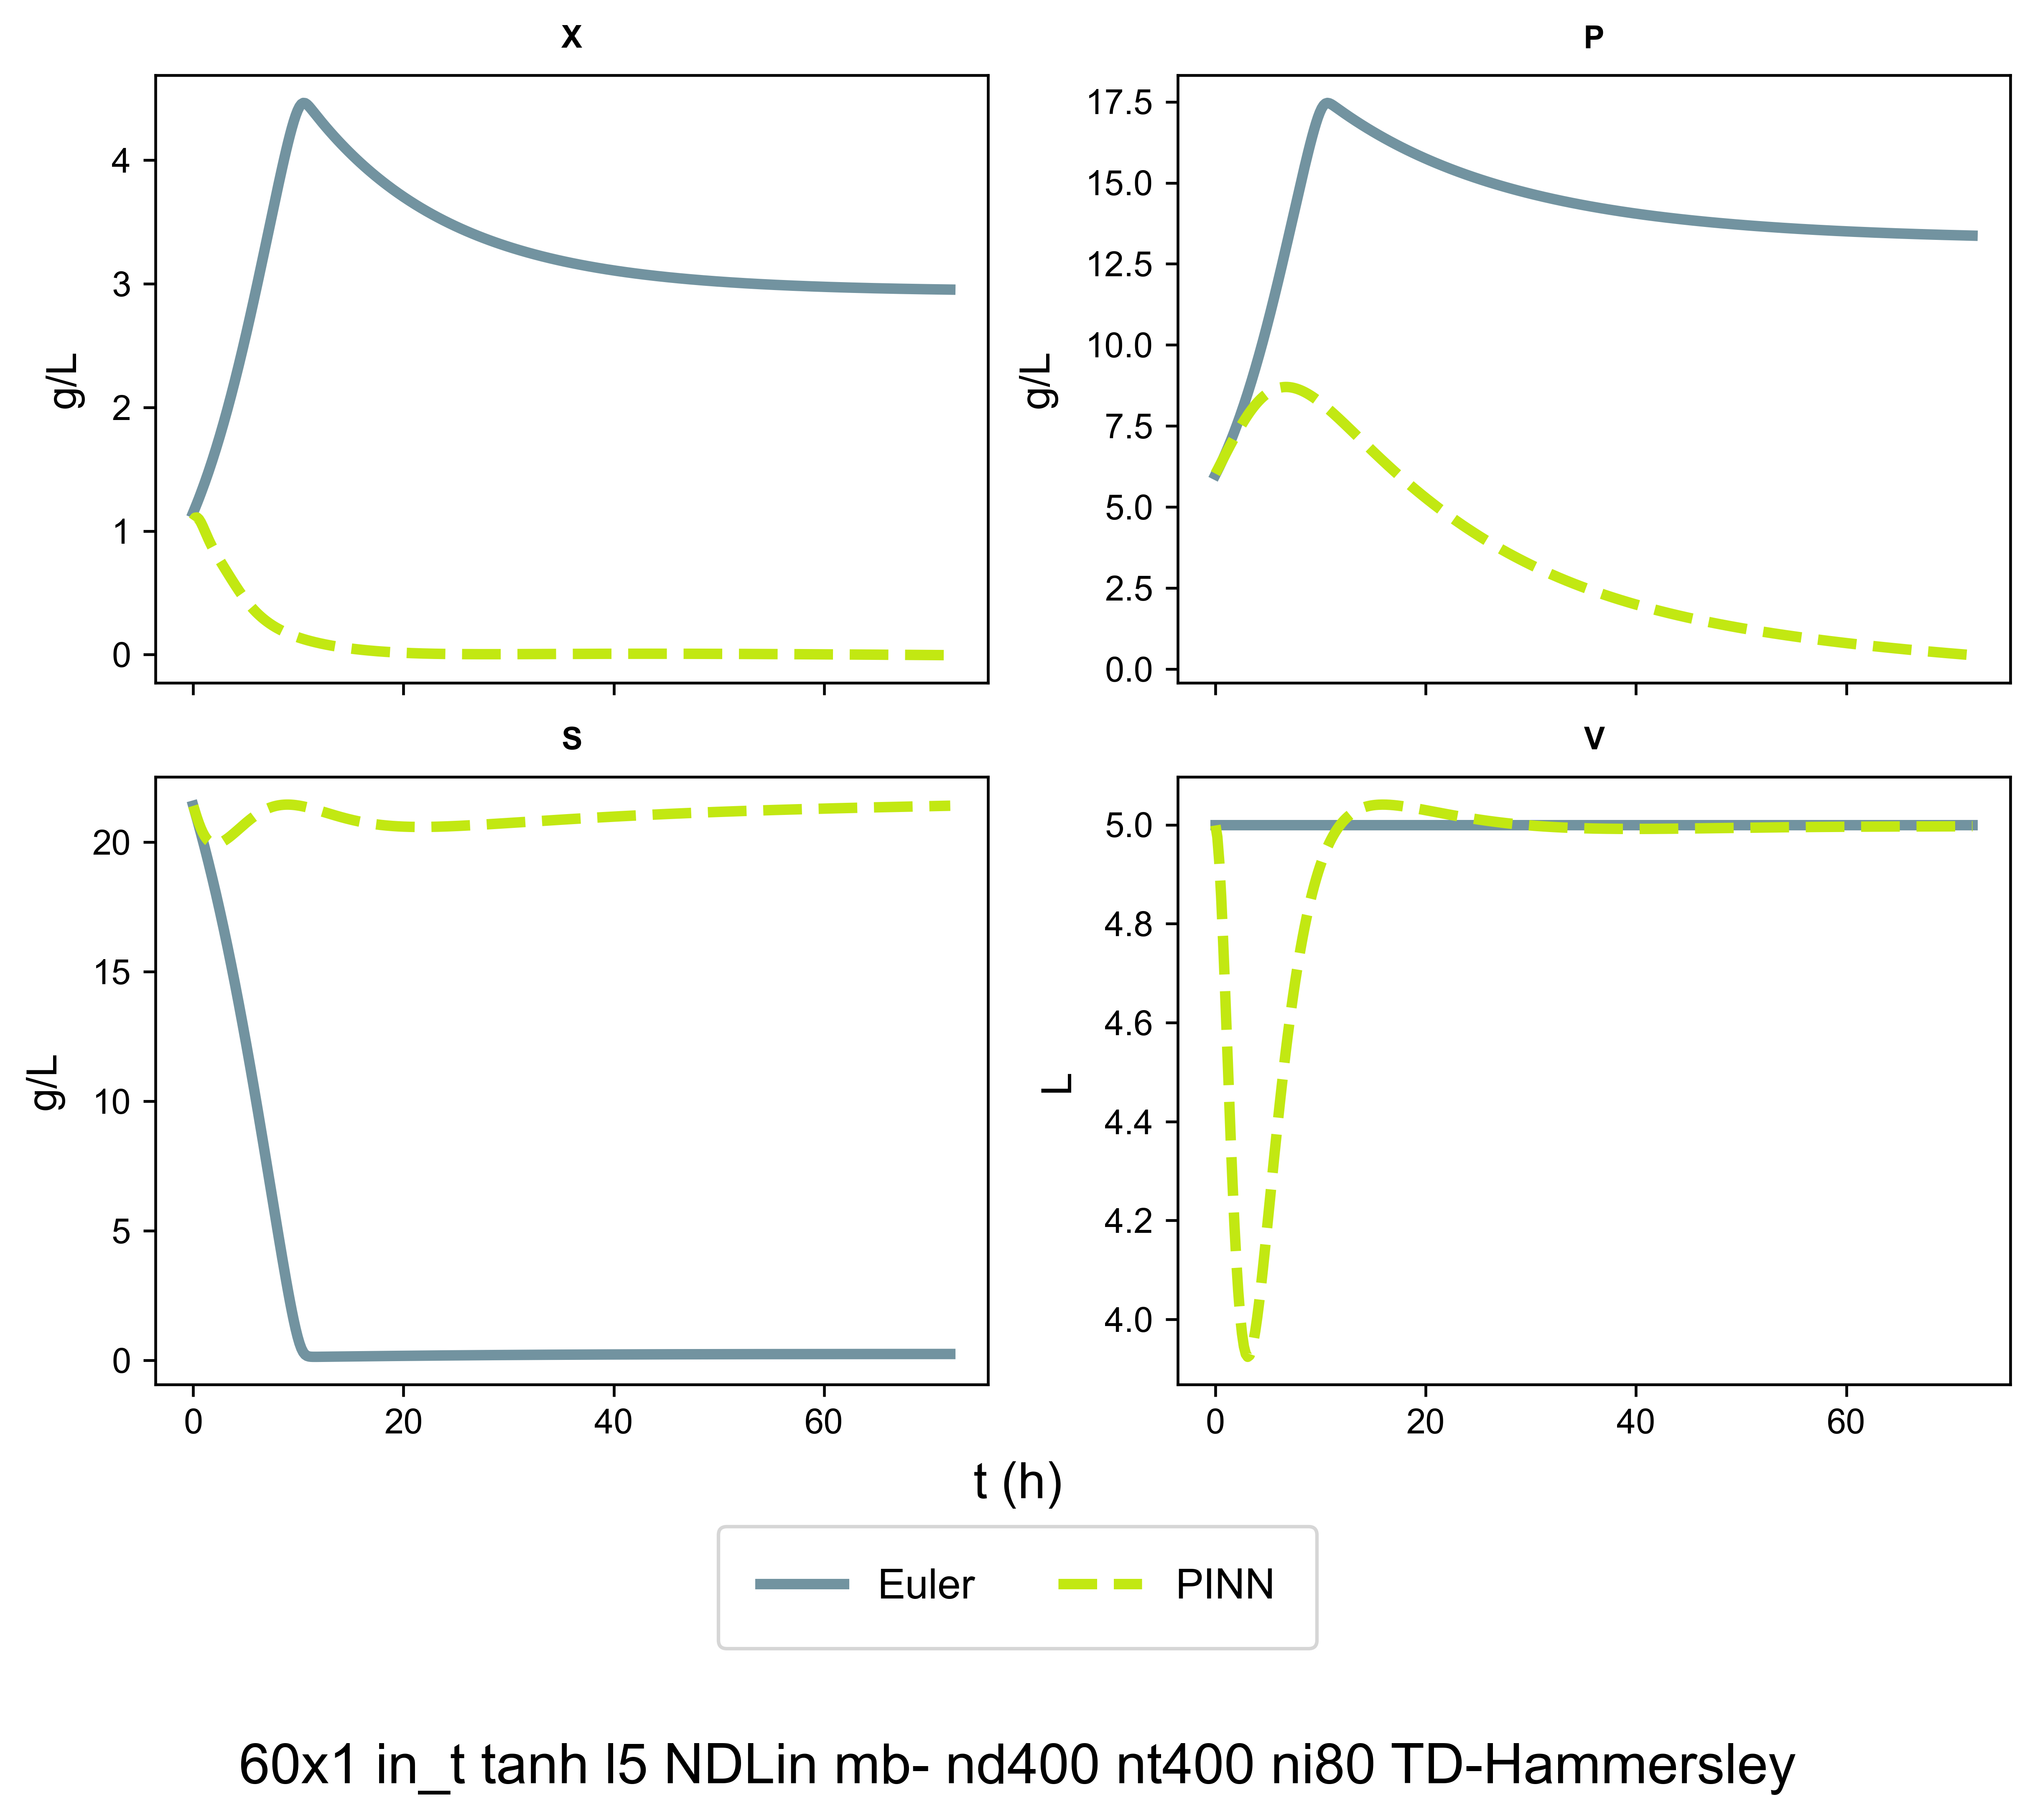 X
P
4
3
2
1
0
g/L
17.5
15.0
12.5
10.0
7.5
5.0
2.5
0.0
g/L
S
V
20
15
10
5
0
g/L
5.0
4.8
4.6
4.4
4.2
4.0
L
0 20 40 60
0 20 40 60
t (h)
Euler PINN
60x1 in_t tanh l5 NDLin mb- nd400 nt400 ni80 TD-Hammersley